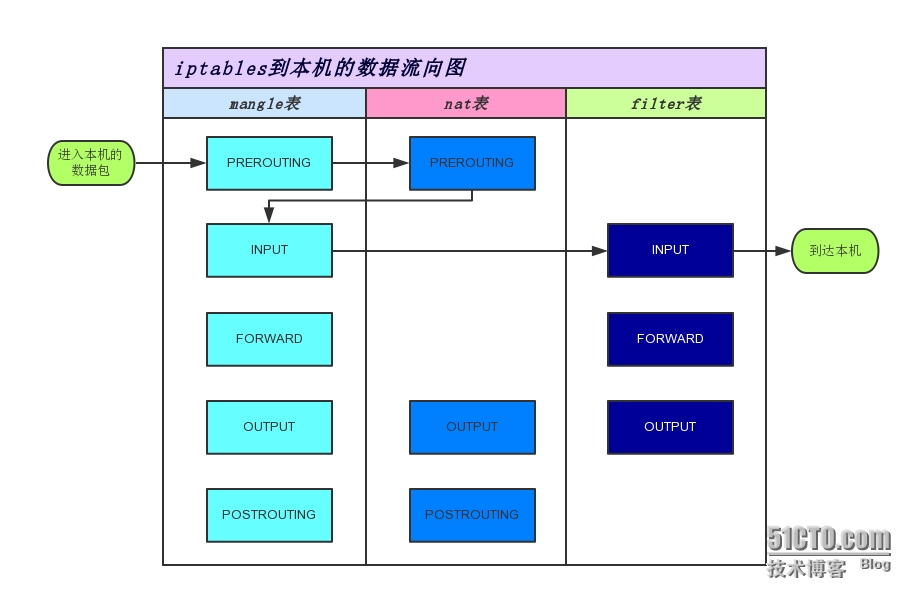 iptables到本机的数据流向图
mangle表
nat表
filter表
进入本机的
数据包
PREROUTING
PREROUTING
INPUT
INPUT
到达本机
FORWARD
FORWARD
OUTPUT
OUTPUT
OUTPUT
POSTROUTING
POSTROUTING
51CTO.com
技术博客 Blog